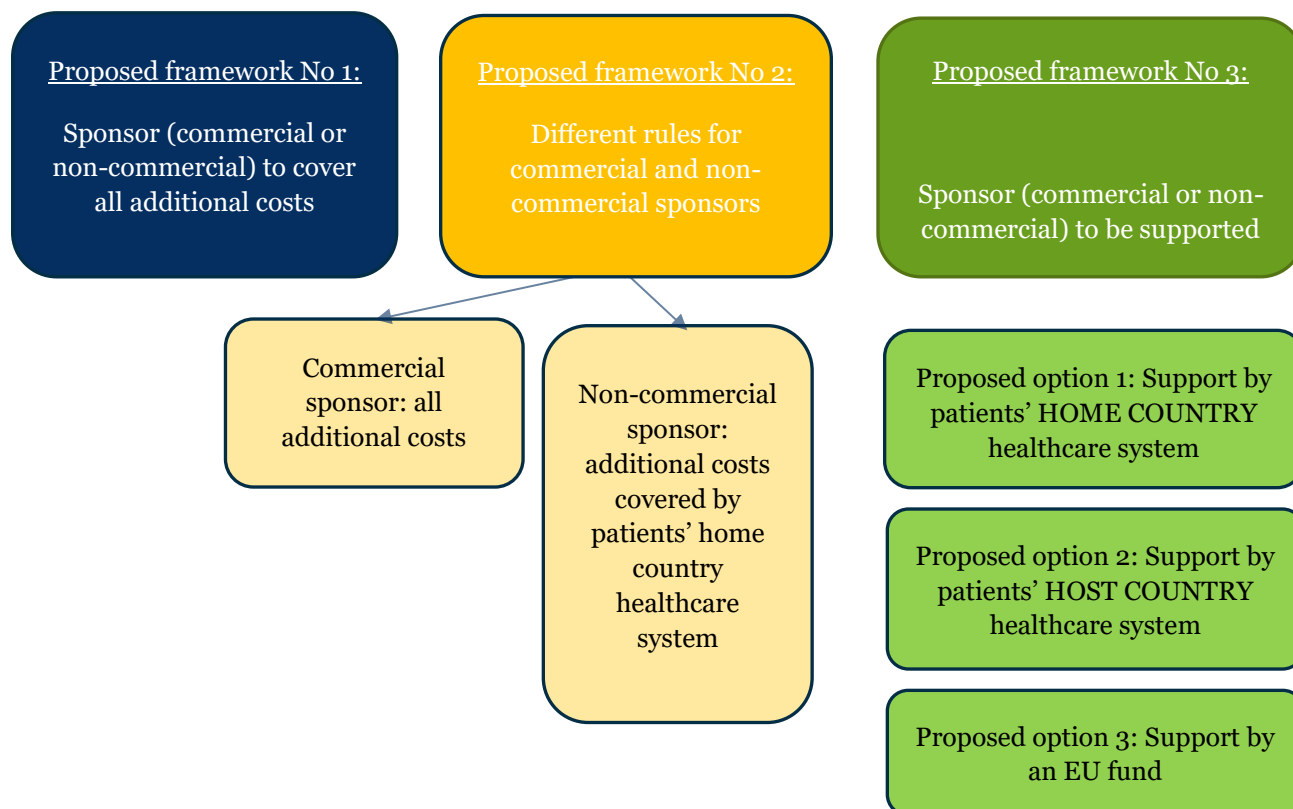 Proposed framework No 1:
Sponsor (commercial or
non-commercial) to cover
all additional costs
Proposed framework No 2:
Different rules for
commercial and non-
commercial sponsors
Proposed framework No 3:
Sponsor (commercial or non-
commercial) to be supported
Commercial
sponsor: all
additional costs
Non-commercial
sponsor:
additional costs
covered by
patients’ home
country
healthcare
system
Proposed option 1: Support by
patients’ HOME COUNTRY
healthcare system
Proposed option 2: Support by
patients’ HOST COUNTRY
healthcare system
Proposed option 3: Support by
an EU fund